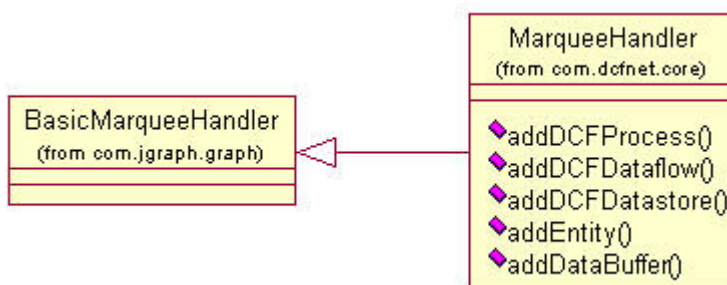 MarqueeHandler
(from com.dcfnet.core)
BasicMarqueeHandler
(from com.jgraph.graph)
addDCFProcess()
addDCFDataflow()
addDCFDatastore()
addEntity()
addDataBuffer()